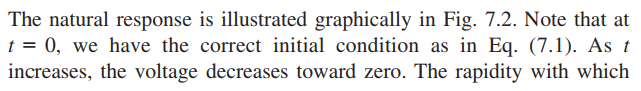 The natural response is illustrated graphically in Fig. 7.2. Note that at
t = 0, we have the correct initial condition as in Eq. (7.1). As t
increases, the voltage decreases toward zero. The rapidity with which